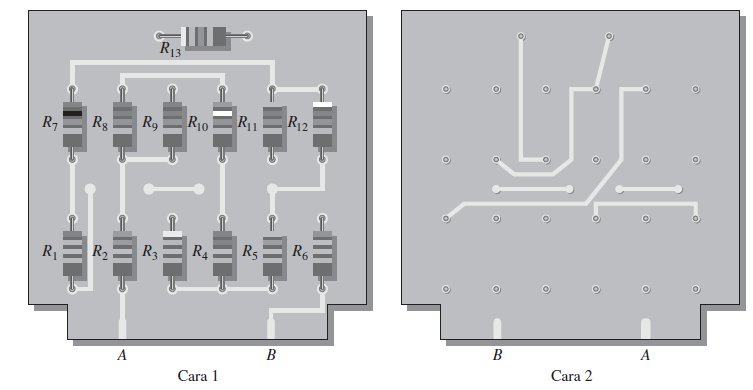 R13
R7 R8 R9 R10 R11 R12
R1 R2 R3 R4 R5 R6
A B B A
Cara 1 Cara 2